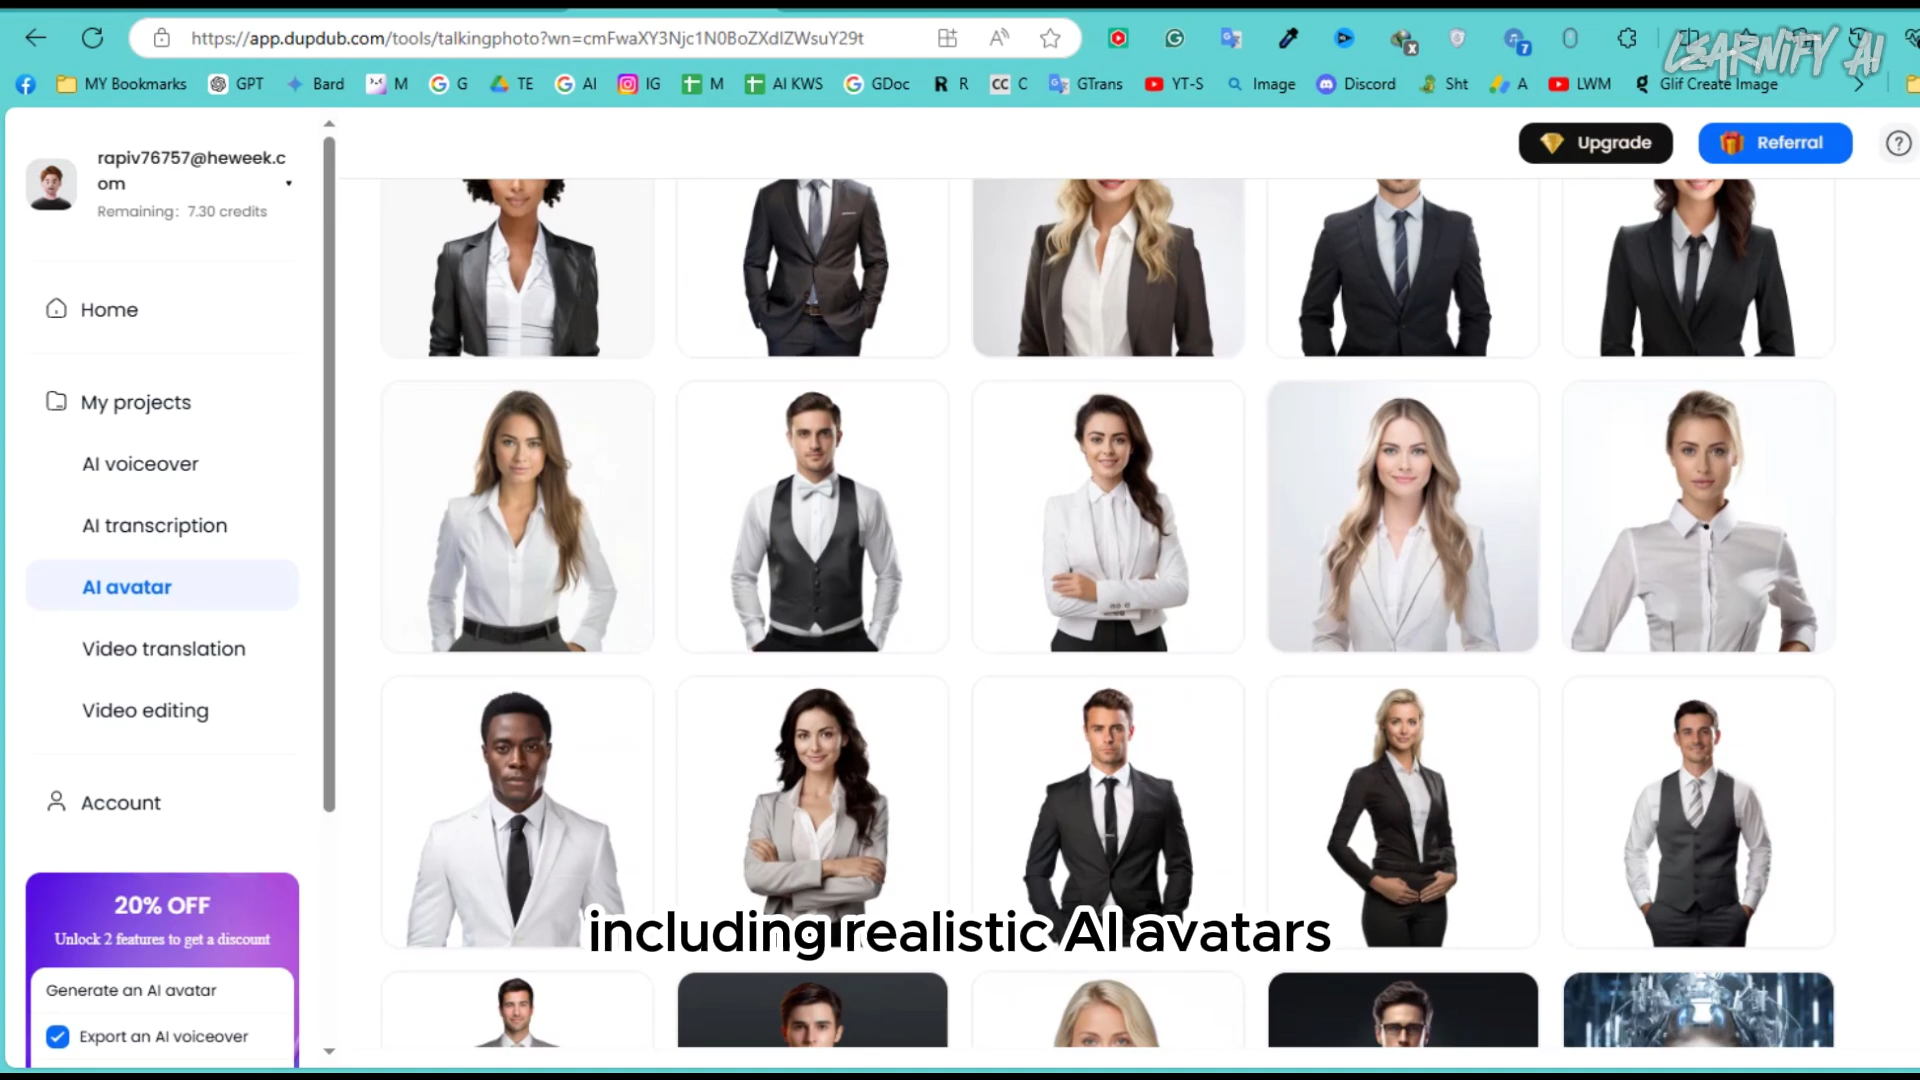 https://app.dupdub.com/tools/talkingphoto?wn=cmFwaXY3Njc1N0BoZXdlZWsuY29t
LEARNIFY AI
MY Bookmarks GPT Bard M G TE AI IG M AI KWS GDoc R R CC C GTrans YT-S Image Discord Sht A LWM Glif Create Image
rapiv76757@heweek.c
om
Remaining: 7.30 credits
Upgrade
Referral
Home
My projects
AI voiceover
AI transcription
AI avatar
Video translation
Video editing
Account
20% OFF
Unlock 2 features to get a discount
Generate an AI avatar
Export an AI voiceover
including realistic AI avatars